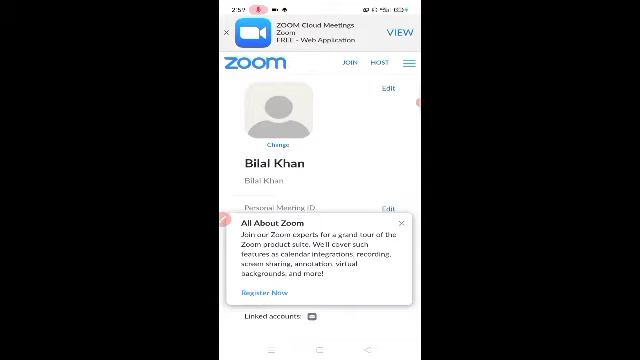 2:59
ZOOM Cloud Meetings
Zoom
FREE - Web Application
VIEW
zoom
JOIN
HOST
Edit
Change
Bilal Khan
Bilal Khan
Personal Meeting ID
Edit
All About Zoom
Join our Zoom experts for a grand tour of the
Zoom product suite. We'll cover such
features as calendar integrations, recording,
screen sharing, annotation, virtual
backgrounds, and more!
Register Now
Linked accounts: